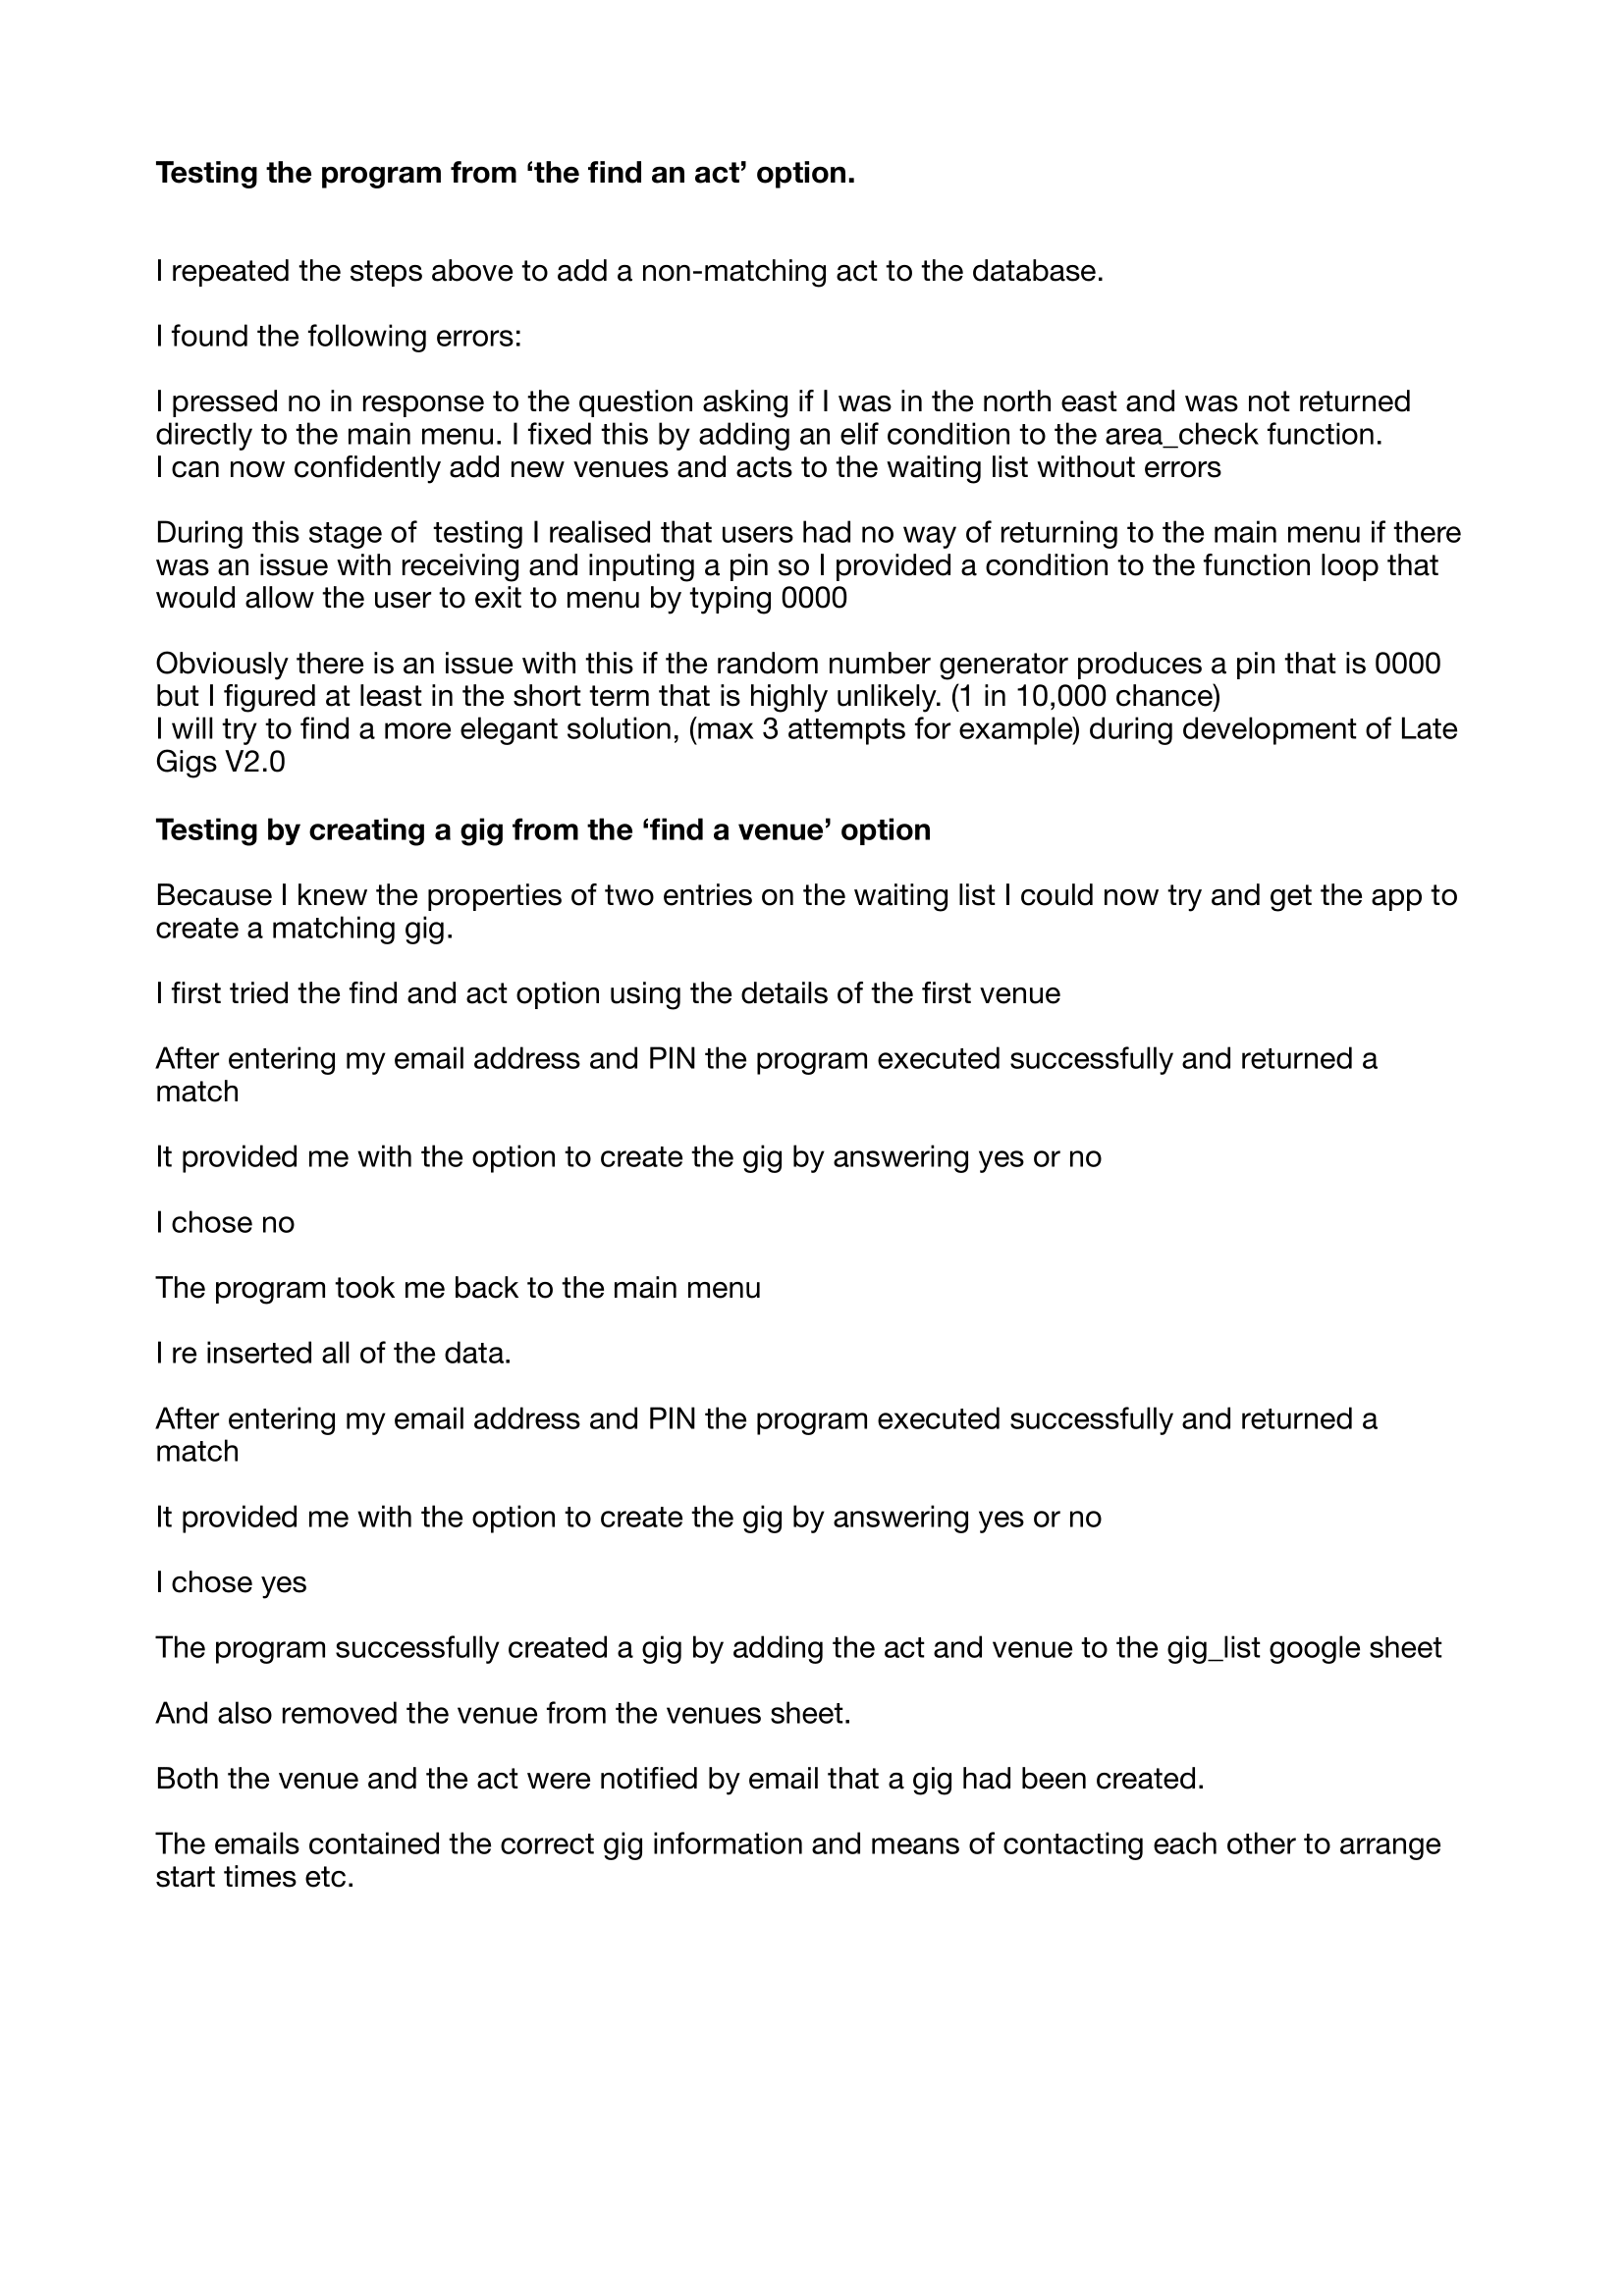 Testing the program from ‘the find an act’ option.
I repeated the steps above to add a non-matching act to the database.
I found the following errors:
I pressed no in response to the question asking if I was in the north east and was not returned
directly to the main menu. I fixed this by adding an elif condition to the area_check function.
I can now confidently add new venues and acts to the waiting list without errors
During this stage of  testing I realised that users had no way of returning to the main menu if there
was an issue with receiving and inputing a pin so I provided a condition to the function loop that
would allow the user to exit to menu by typing 0000
Obviously there is an issue with this if the random number generator produces a pin that is 0000
but I figured at least in the short term that is highly unlikely. (1 in 10,000 chance)
I will try to find a more elegant solution, (max 3 attempts for example) during development of Late
Gigs V2.0
Testing by creating a gig from the ‘find a venue’ option
Because I knew the properties of two entries on the waiting list I could now try and get the app to
create a matching gig.
I first tried the find and act option using the details of the first venue
After entering my email address and PIN the program executed successfully and returned a
match
It provided me with the option to create the gig by answering yes or no
I chose no
The program took me back to the main menu
I re inserted all of the data.
After entering my email address and PIN the program executed successfully and returned a
match
It provided me with the option to create the gig by answering yes or no
I chose yes
The program successfully created a gig by adding the act and venue to the gig_list google sheet
And also removed the venue from the venues sheet.
Both the venue and the act were notified by email that a gig had been created.
The emails contained the correct gig information and means of contacting each other to arrange
start times etc.